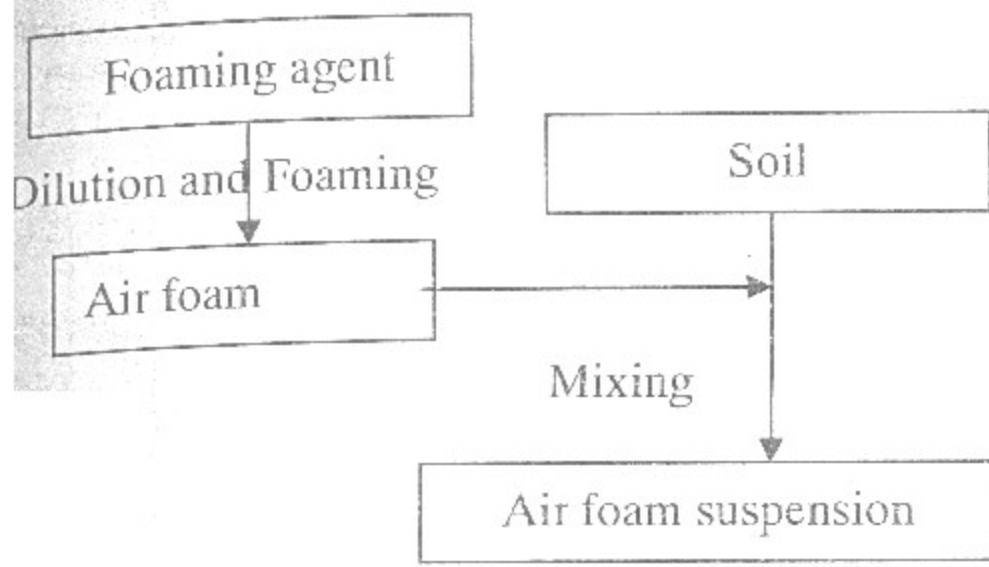 Foaming agent
Dilution and Foaming
Soil
Air foam
Mixing
Air foam suspension